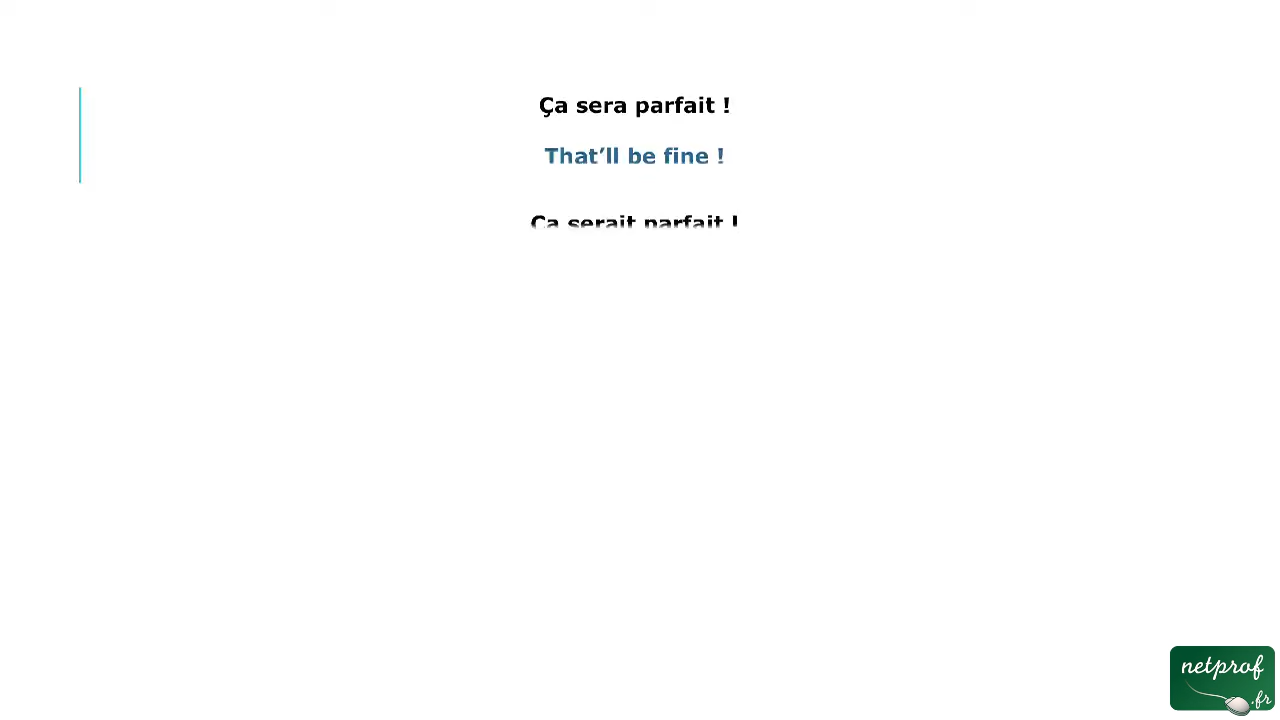 Ça sera parfait !
That’ll be fine !
Ça serait parfait !
netprof
.fr